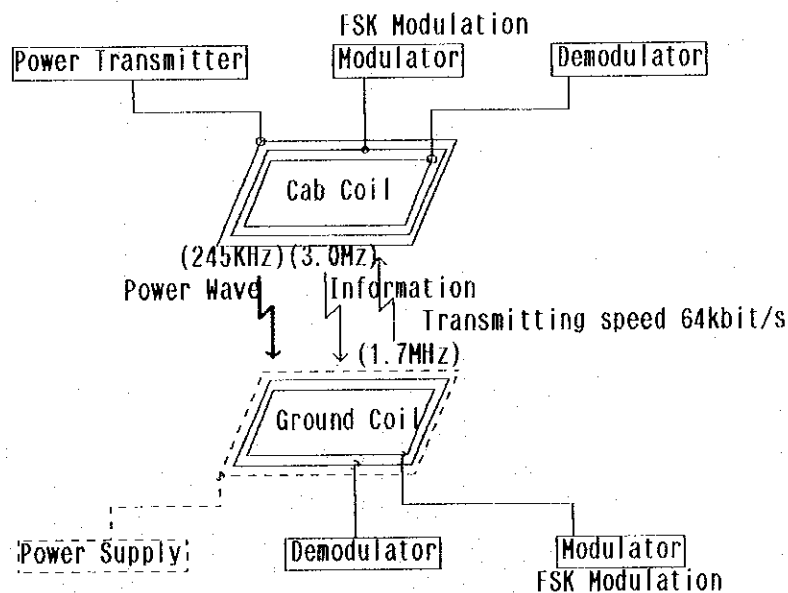 FSK Modulation
Power Transmitter Modulator Demodulator
Cab Coil
(245KHz)(3.0Mz)
Power Wave Information
Transmitting speed 64kbit/s
(1.7MHz)
Ground Coil
Power Supply Demodulator Modulator
FSK Modulation